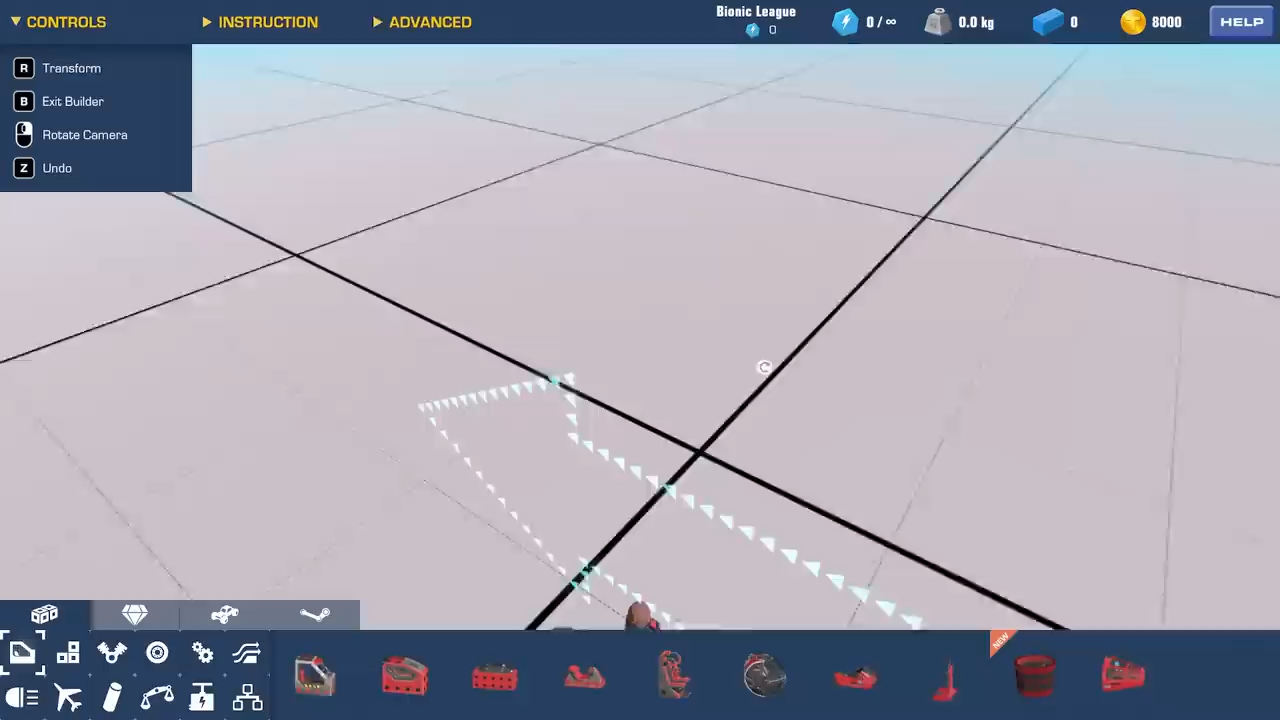 CONTROLS
INSTRUCTION
ADVANCED
Bionic League
0
0 / ∞
0.0 kg
0
8000
HELP
R Transform
B Exit Builder
Rotate Camera
Z Undo
C
NEW